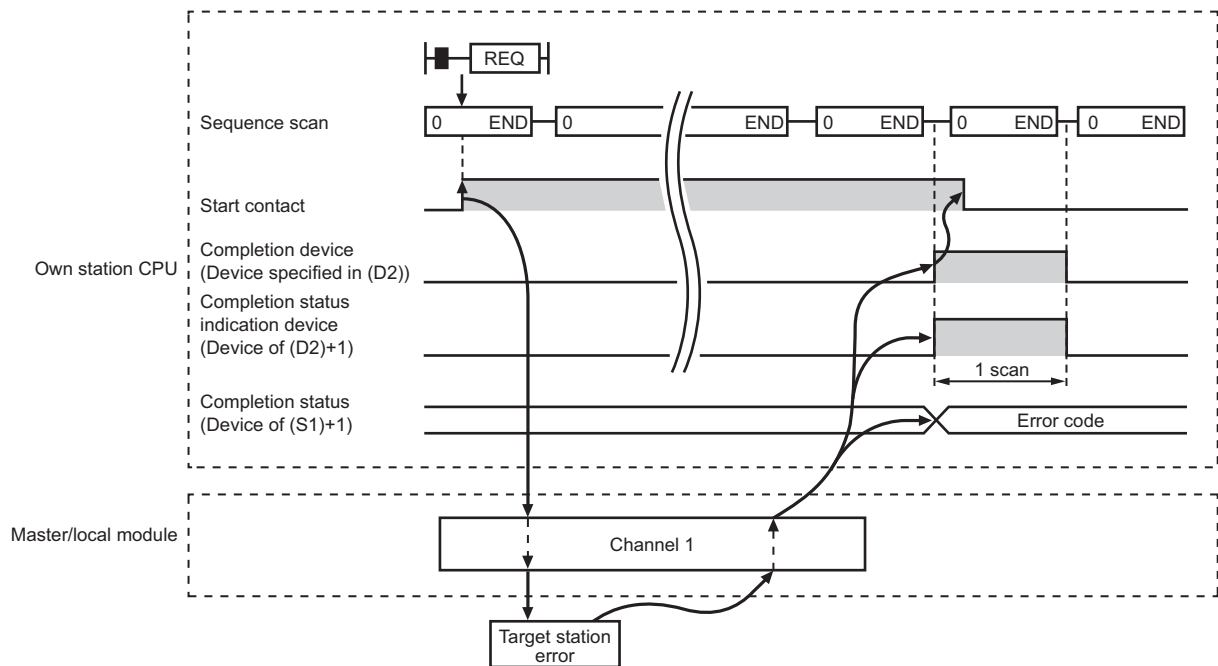 REQ
Sequence scan
0 END 0 END 0 END 0 END 0 END
Start contact
Own station CPU
Completion device
(Device specified in (D2))
Completion status
indication device
(Device of (D2)+1)
1 scan
Completion status
(Device of (S1)+1)
Error code
Master/local module
Channel 1
Target station
error